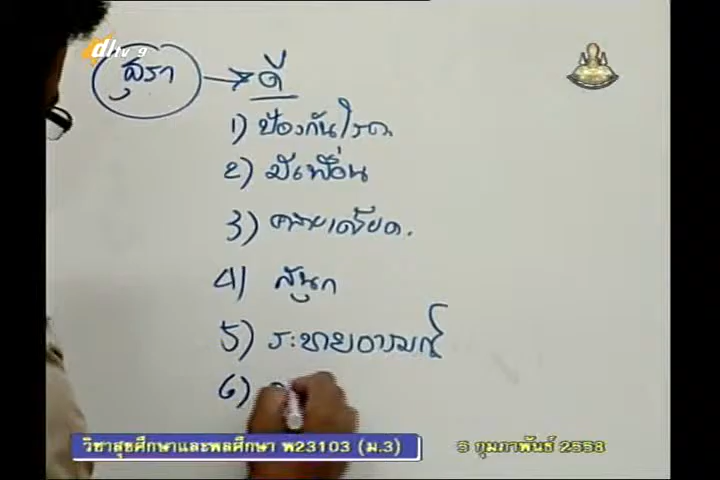 dltv 9
สุรา → ดี
1) ป้องกันโรค.
2) มีเพื่อน
3) คลายเครียด.
4) สนุก
5) ระบายอารมณ์
6)
วิชาสุขศึกษาและพลศึกษา พ23103 (ม.3)
5 กุมภาพันธ์ 2558